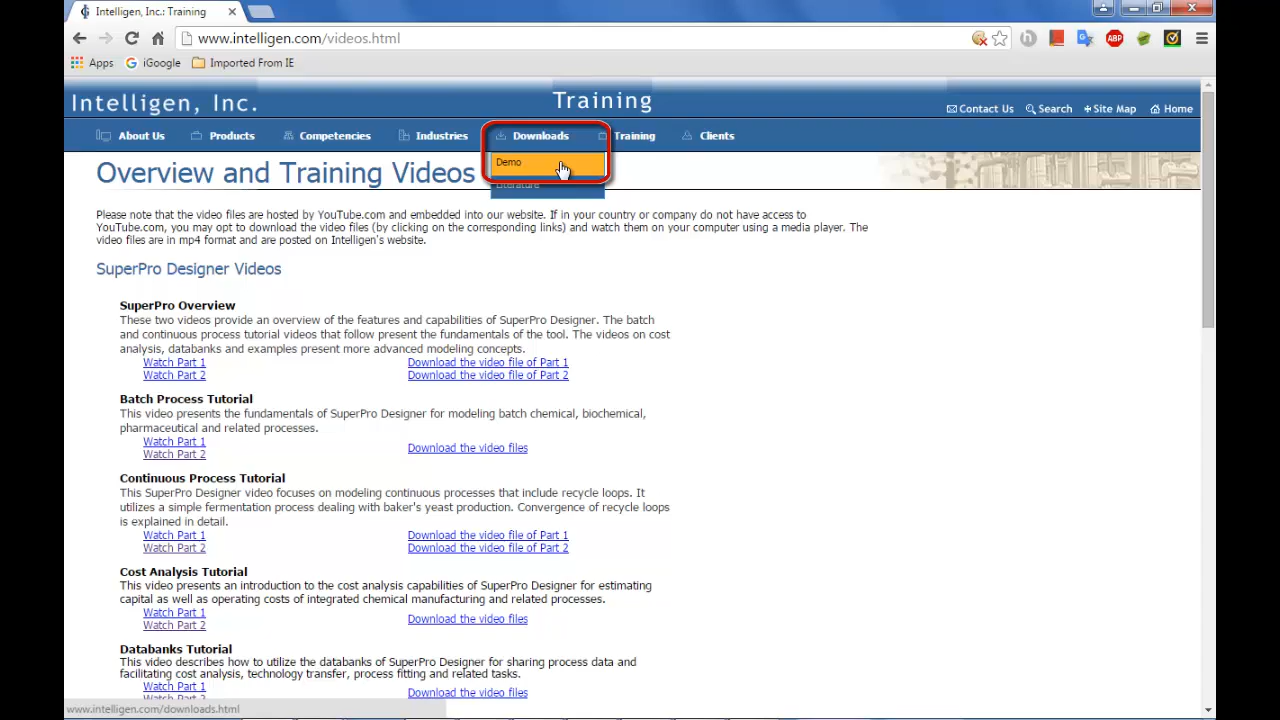 Intelligen, Inc.: Training
www.intelligen.com/videos.html
ABP
Apps iGoogle Imported From IE
Intelligen, Inc.
Training
Contact Us Search Site Map Home
About Us Products Competencies Industries Downloads Training Clients
Demo
Literature
Overview and Training Videos
Please note that the video files are hosted by YouTube.com and embedded into our website. If in your country or company do not have access to
YouTube.com, you may opt to download the video files (by clicking on the corresponding links) and watch them on your computer using a media player. The
video files are in mp4 format and are posted on Intelligen's website.
SuperPro Designer Videos
SuperPro Overview
These two videos provide an overview of the features and capabilities of SuperPro Designer. The batch
and continuous process tutorial videos that follow present the fundamentals of the tool. The videos on cost
analysis, databanks and examples present more advanced modeling concepts.
Watch Part 1 Download the video file of Part 1
Watch Part 2 Download the video file of Part 2
Batch Process Tutorial
This video presents the fundamentals of SuperPro Designer for modeling batch chemical, biochemical,
pharmaceutical and related processes.
Watch Part 1
Download the video files
Watch Part 2
Continuous Process Tutorial
This SuperPro Designer video focuses on modeling continuous processes that include recycle loops. It
utilizes a simple fermentation process dealing with baker's yeast production. Convergence of recycle loops
is explained in detail.
Watch Part 1 Download the video file of Part 1
Watch Part 2 Download the video file of Part 2
Cost Analysis Tutorial
This video presents an introduction to the cost analysis capabilities of SuperPro Designer for estimating
capital as well as operating costs of integrated chemical manufacturing and related processes.
Watch Part 1
Download the video files
Watch Part 2
Databanks Tutorial
This video describes how to utilize the databanks of SuperPro Designer for sharing process data and
facilitating cost analysis, technology transfer, process fitting and related tasks.
Watch Part 1
Download the video files
Watch Part 2
www.intelligen.com/downloads.html